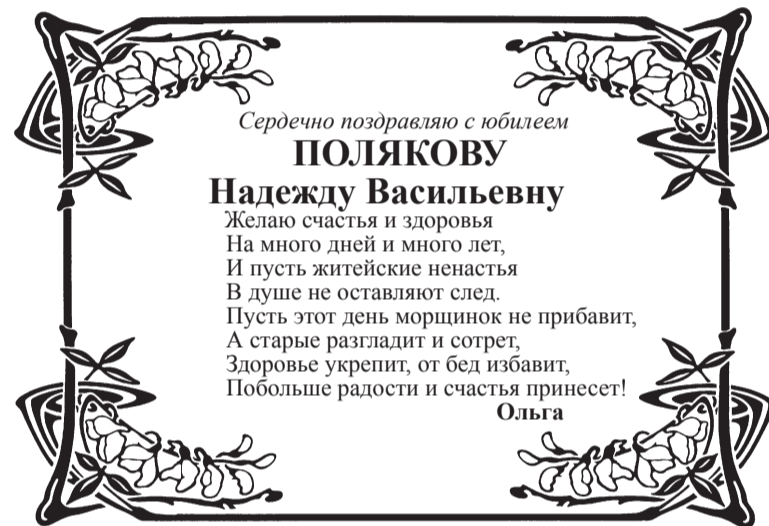 Сердечно поздравляю с юбилеем
ПОЛЯКОВУ
Надежду Васильевну
Желаю счастья и здоровья
На много дней и много лет,
И пусть житейские ненастья
В душе не оставляют след.
Пусть этот день морщинок не прибавит,
А старые разгладит и сотрет,
Здоровье укрепит, от бед избавит,
Побольше радости и счастья принесет!
Ольга